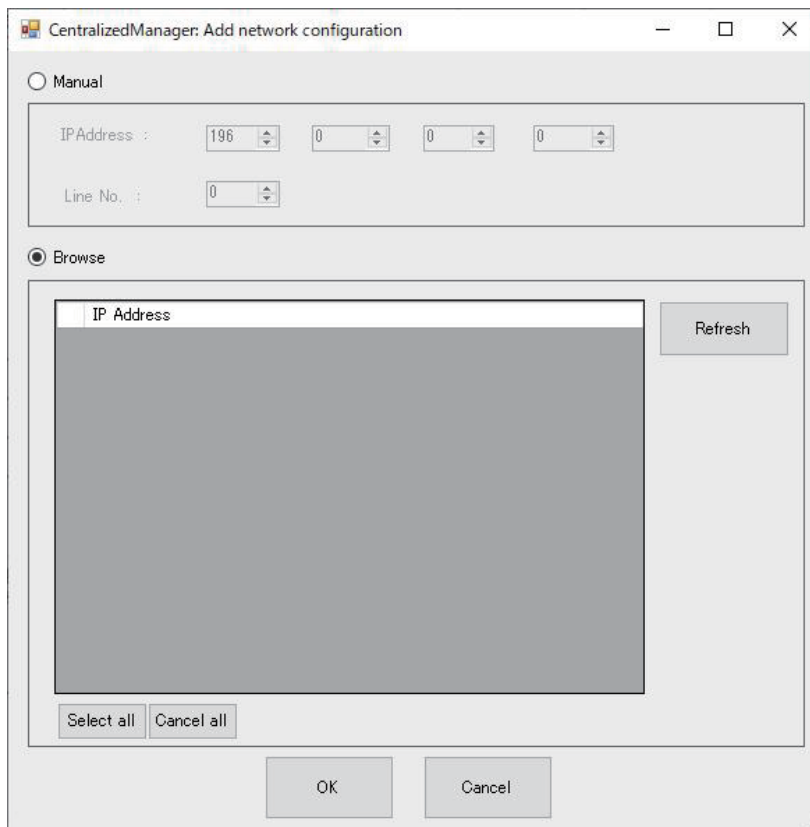 CentralizedManager: Add network configuration
Manual
IPAddress : 196 0 0 0
Line No. : 0
Browse
IP Address
Refresh
Select all Cancel all
OK Cancel